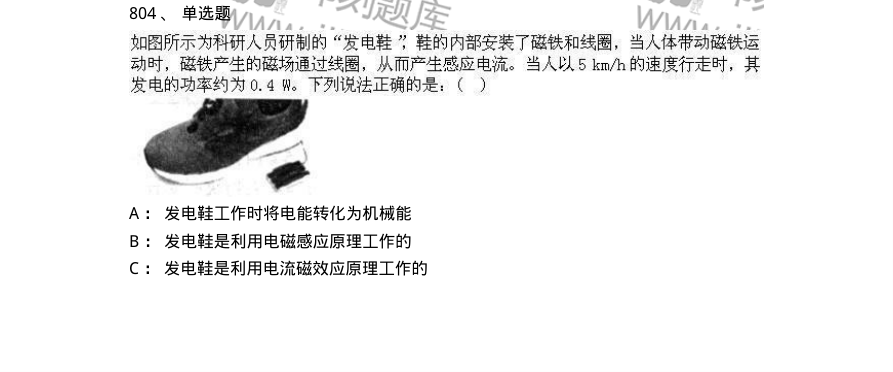 804 、 单选题
如图所示为科研人员研制的“发电鞋”，鞋的内部安装了磁铁和线圈，当人体带动磁铁运
动时，磁铁产生的磁场通过线圈，从而产生感应电流。当人以 5 km/h 的速度行走时，其
发电的功率约为 0.4 W。下列说法正确的是：( )
A ： 发电鞋工作时将电能转化为机械能
B ： 发电鞋是利用电磁感应原理工作的
C ： 发电鞋是利用电流磁效应原理工作的